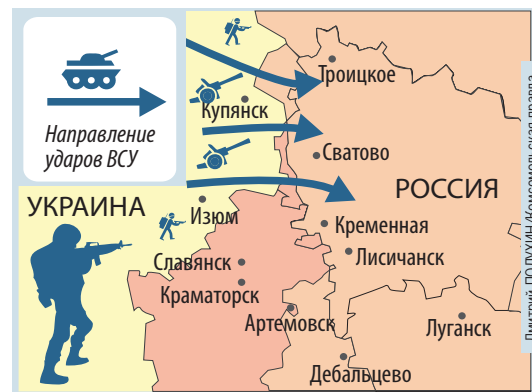 Направление
ударов ВСУ
Троицкое
Купянск
Сватово
РОССИЯ
УКРАИНА
Изюм
Кременная
Славянск
Лисичанск
Краматорск
Артемовск
Луганск
Дебальцево
Дмитрий ПОЛУХИН/Комсомольская правда